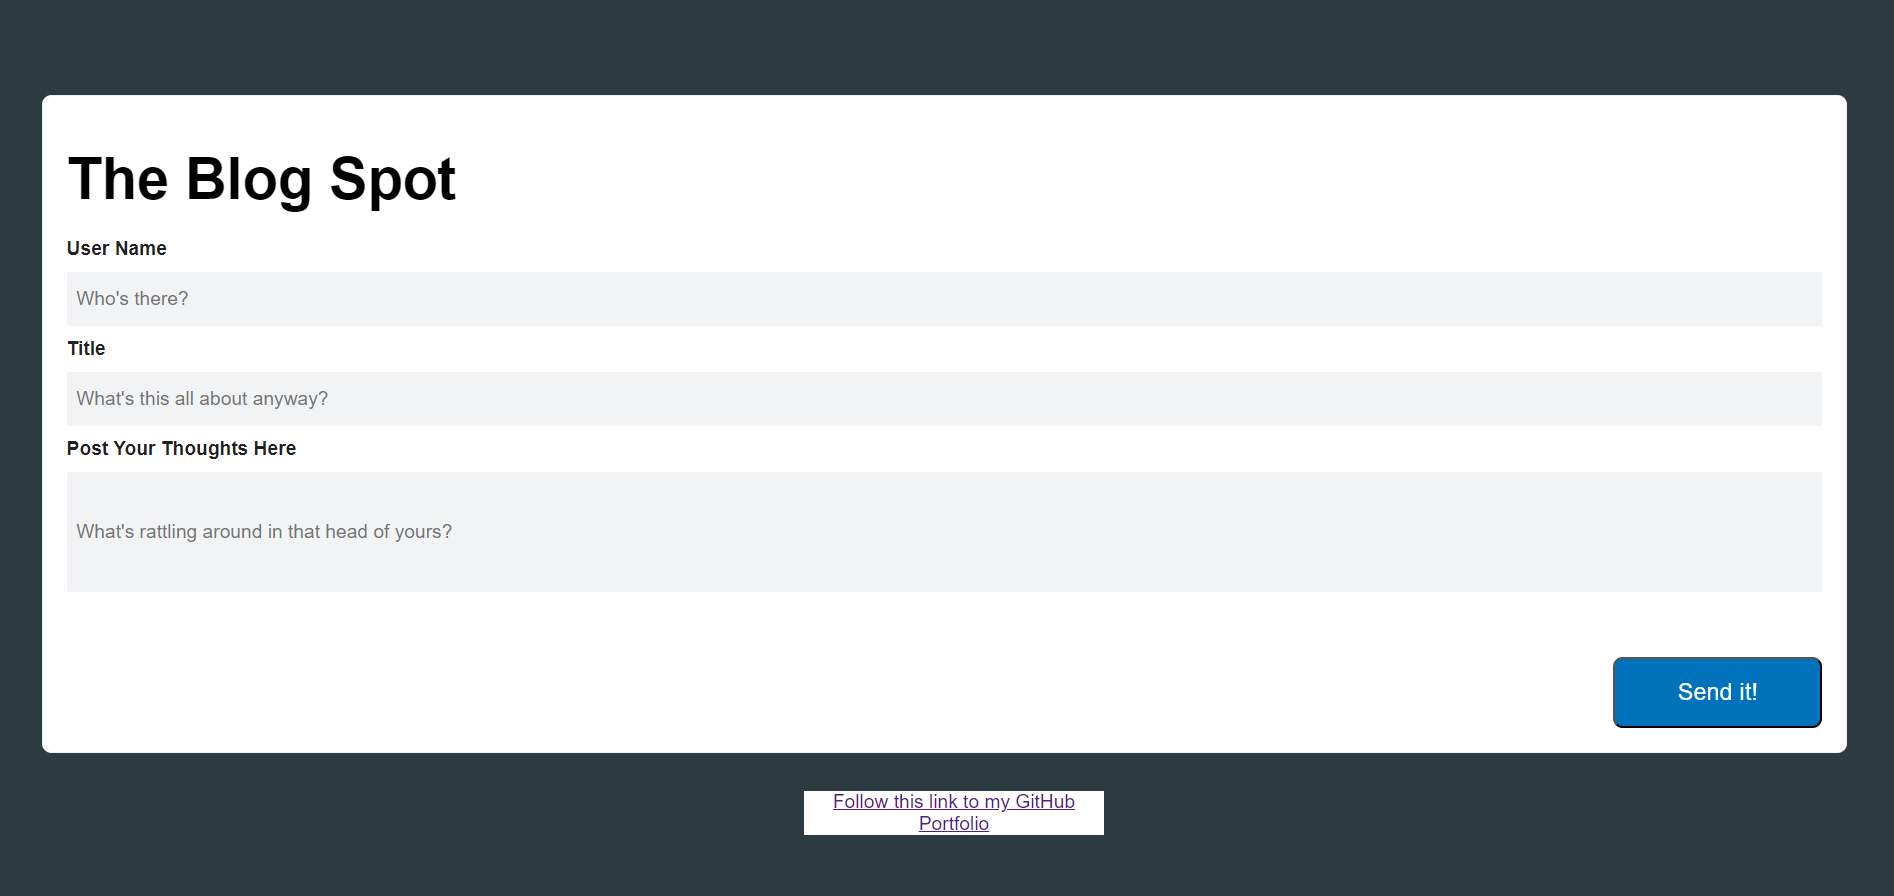 The Blog Spot
User Name
Who's there?
Title
What's this all about anyway?
Post Your Thoughts Here
What's rattling around in that head of yours?
Send it!
Follow this link to my GitHub
Portfolio